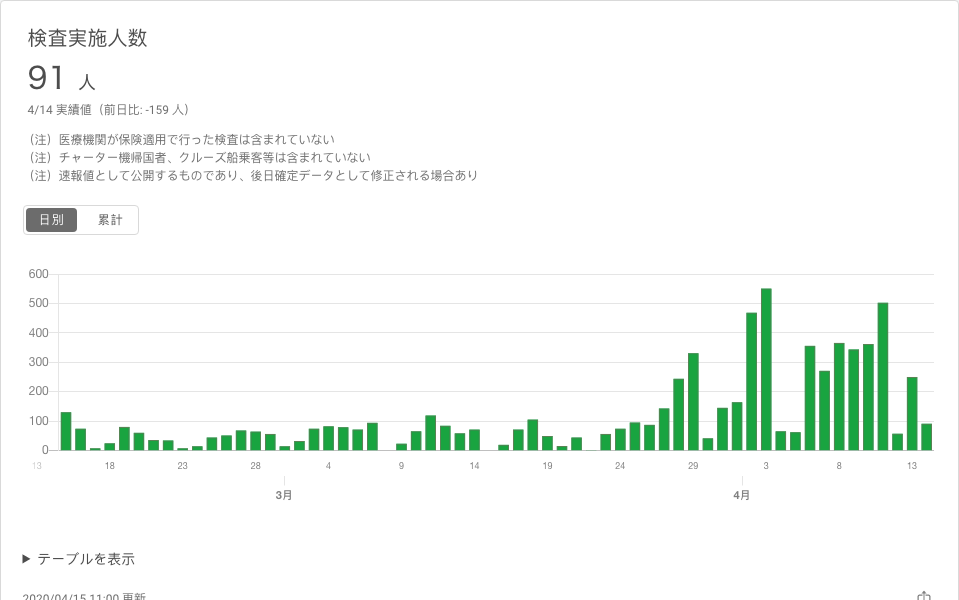 検査実施人数
91 人
4/14 実績値（前日比: -159 人）
（注）医療機関が保険適用で行った検査は含まれていない
（注）チャーター機帰国者、クルーズ船乗客等は含まれていない
（注）速報値として公開するものであり、後日確定データとして修正される場合あり
日別 累計
600
500
400
300
200
100
0
13 18 23 28 4 9 14 19 24 29 3 8 13
3月 4月
▶ テーブルを表示
2020/04/15 11:00 更新